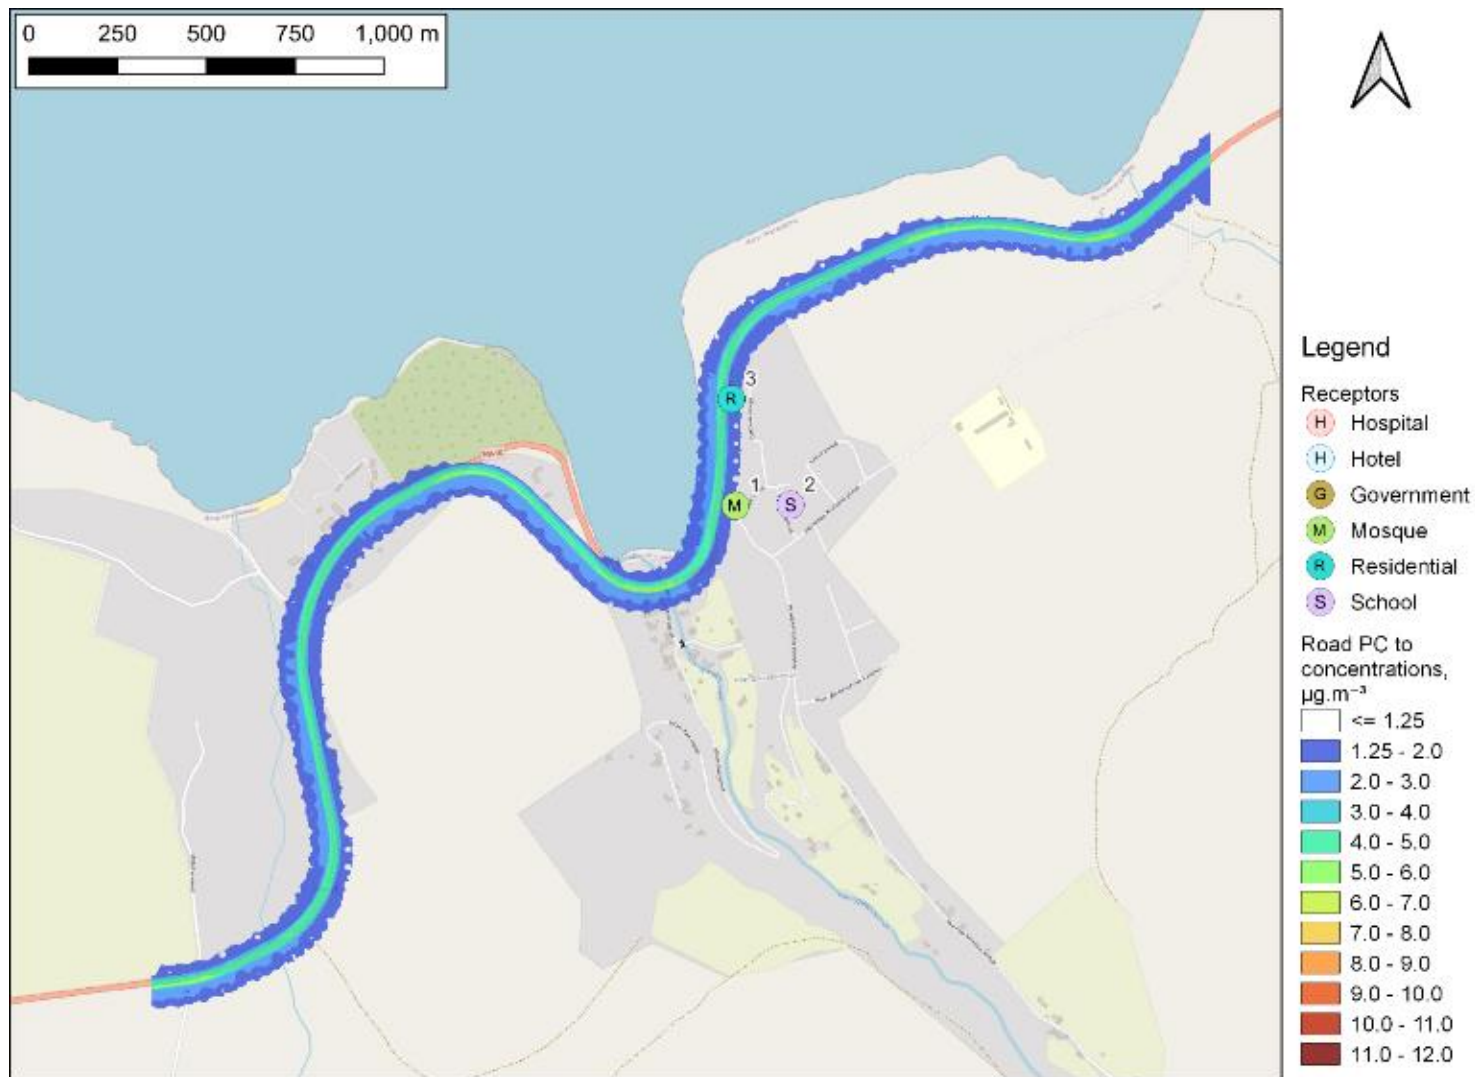 0 250 500 750 1,000 m
3
R
1
2
M
S
Legend
Receptors
H Hospital
H Hotel
G Government
M Mosque
R Residential
S School
Road PC to
concentrations,
µg.m⁻³
<= 1.25
1.25 - 2.0
2.0 - 3.0
3.0 - 4.0
4.0 - 5.0
5.0 - 6.0
6.0 - 7.0
7.0 - 8.0
8.0 - 9.0
9.0 - 10.0
10.0 - 11.0
11.0 - 12.0